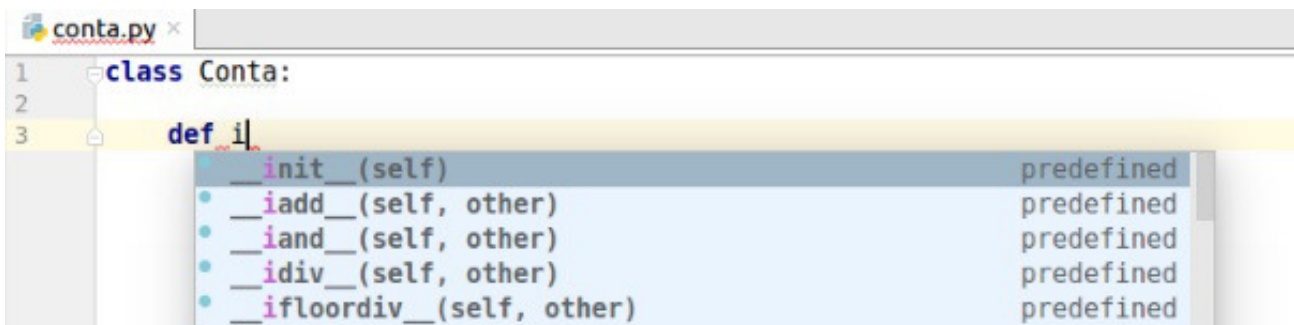 conta.py ×
1 class Conta:
2
3 def i
__init__(self) predefined
__iadd__(self, other) predefined
__iand__(self, other) predefined
__idiv__(self, other) predefined
__ifloordiv__(self, other) predefined